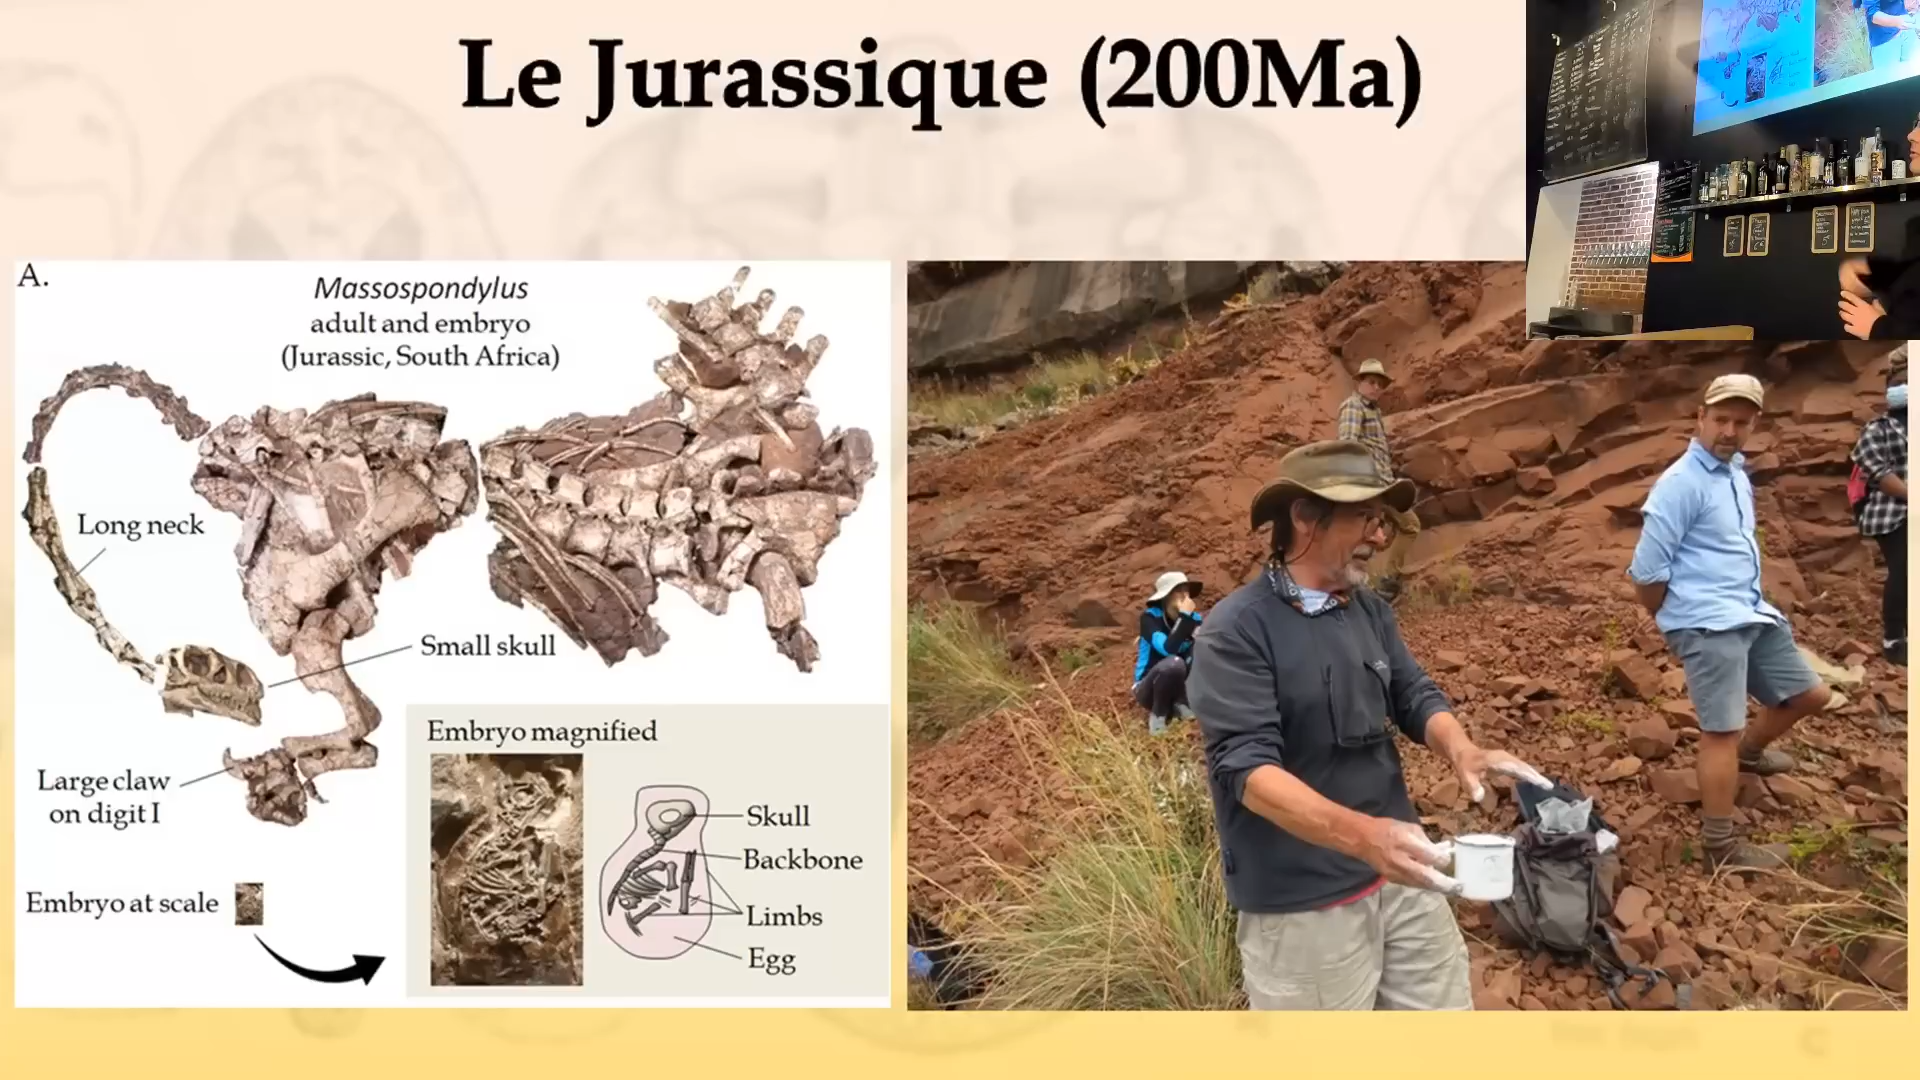 Le Jurassique (200Ma)
A.
Massospondylus
adult and embryo
(Jurassic, South Africa)
Long neck
Small skull
Large claw
on digit I
Embryo at scale
Embryo magnified
Skull
Backbone
Limbs
Egg